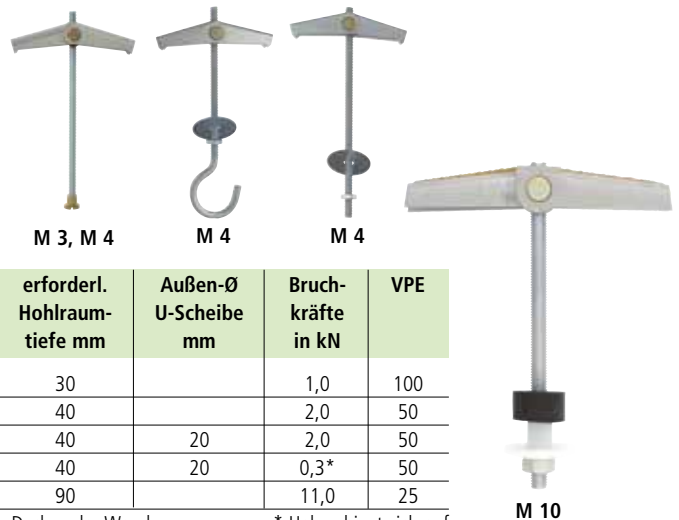 M 3, M 4
M 4
M 4
erforderl. Hohlraum- tiefe mm
Außen-Ø U-Scheibe mm
Bruch- kräfte in kN
VPE
30 1,0 100
40 2,0 50
40 20 2,0 50
40 20 0,3* 50
90 11,0 25
M 10